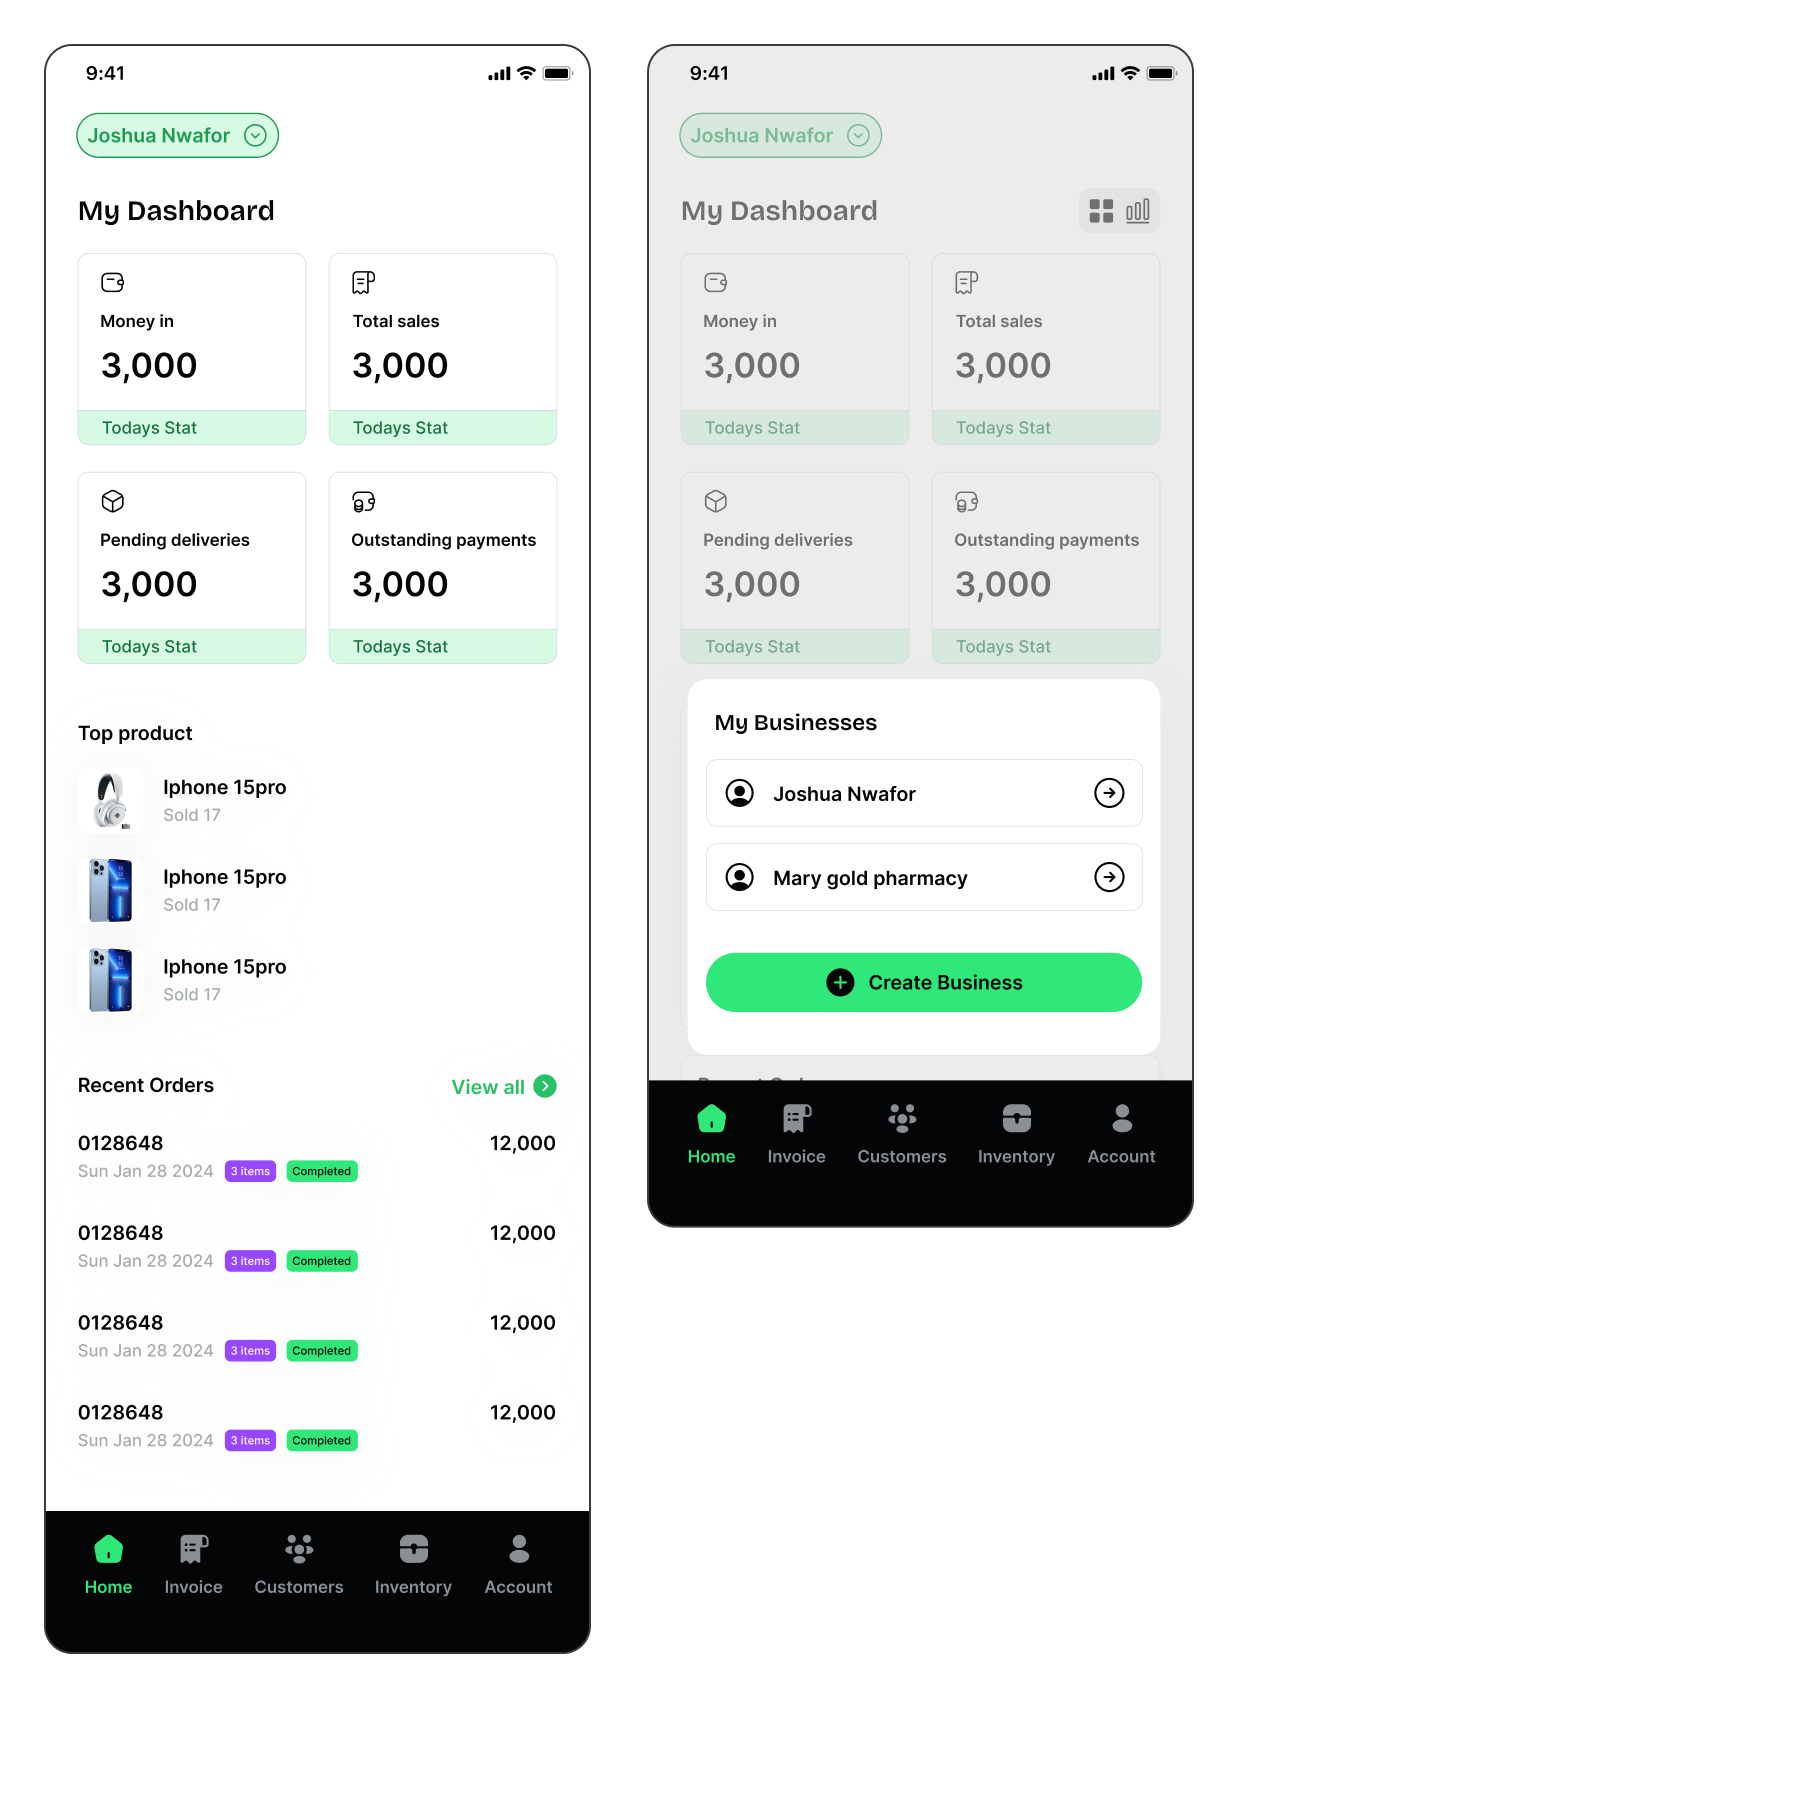 9:41
Joshua Nwafor
My Dashboard
Money in
3,000
Todays Stat
Total sales
3,000
Todays Stat
Pending deliveries
3,000
Todays Stat
Outstanding payments
3,000
Todays Stat
Top product
Iphone 15pro
Sold 17
Iphone 15pro
Sold 17
Iphone 15pro
Sold 17
Recent Orders
View all
0128648
12,000
Sun Jan 28 2024 3 items Completed
0128648
12,000
Sun Jan 28 2024 3 items Completed
0128648
12,000
Sun Jan 28 2024 3 items Completed
0128648
12,000
Sun Jan 28 2024 3 items Completed
Home Invoice Customers Inventory Account
9:41
Joshua Nwafor
My Dashboard
Money in
3,000
Todays Stat
Total sales
3,000
Todays Stat
Pending deliveries
3,000
Todays Stat
Outstanding payments
3,000
Todays Stat
My Businesses
Joshua Nwafor
Mary gold pharmacy
Create Business
Home Invoice Customers Inventory Account